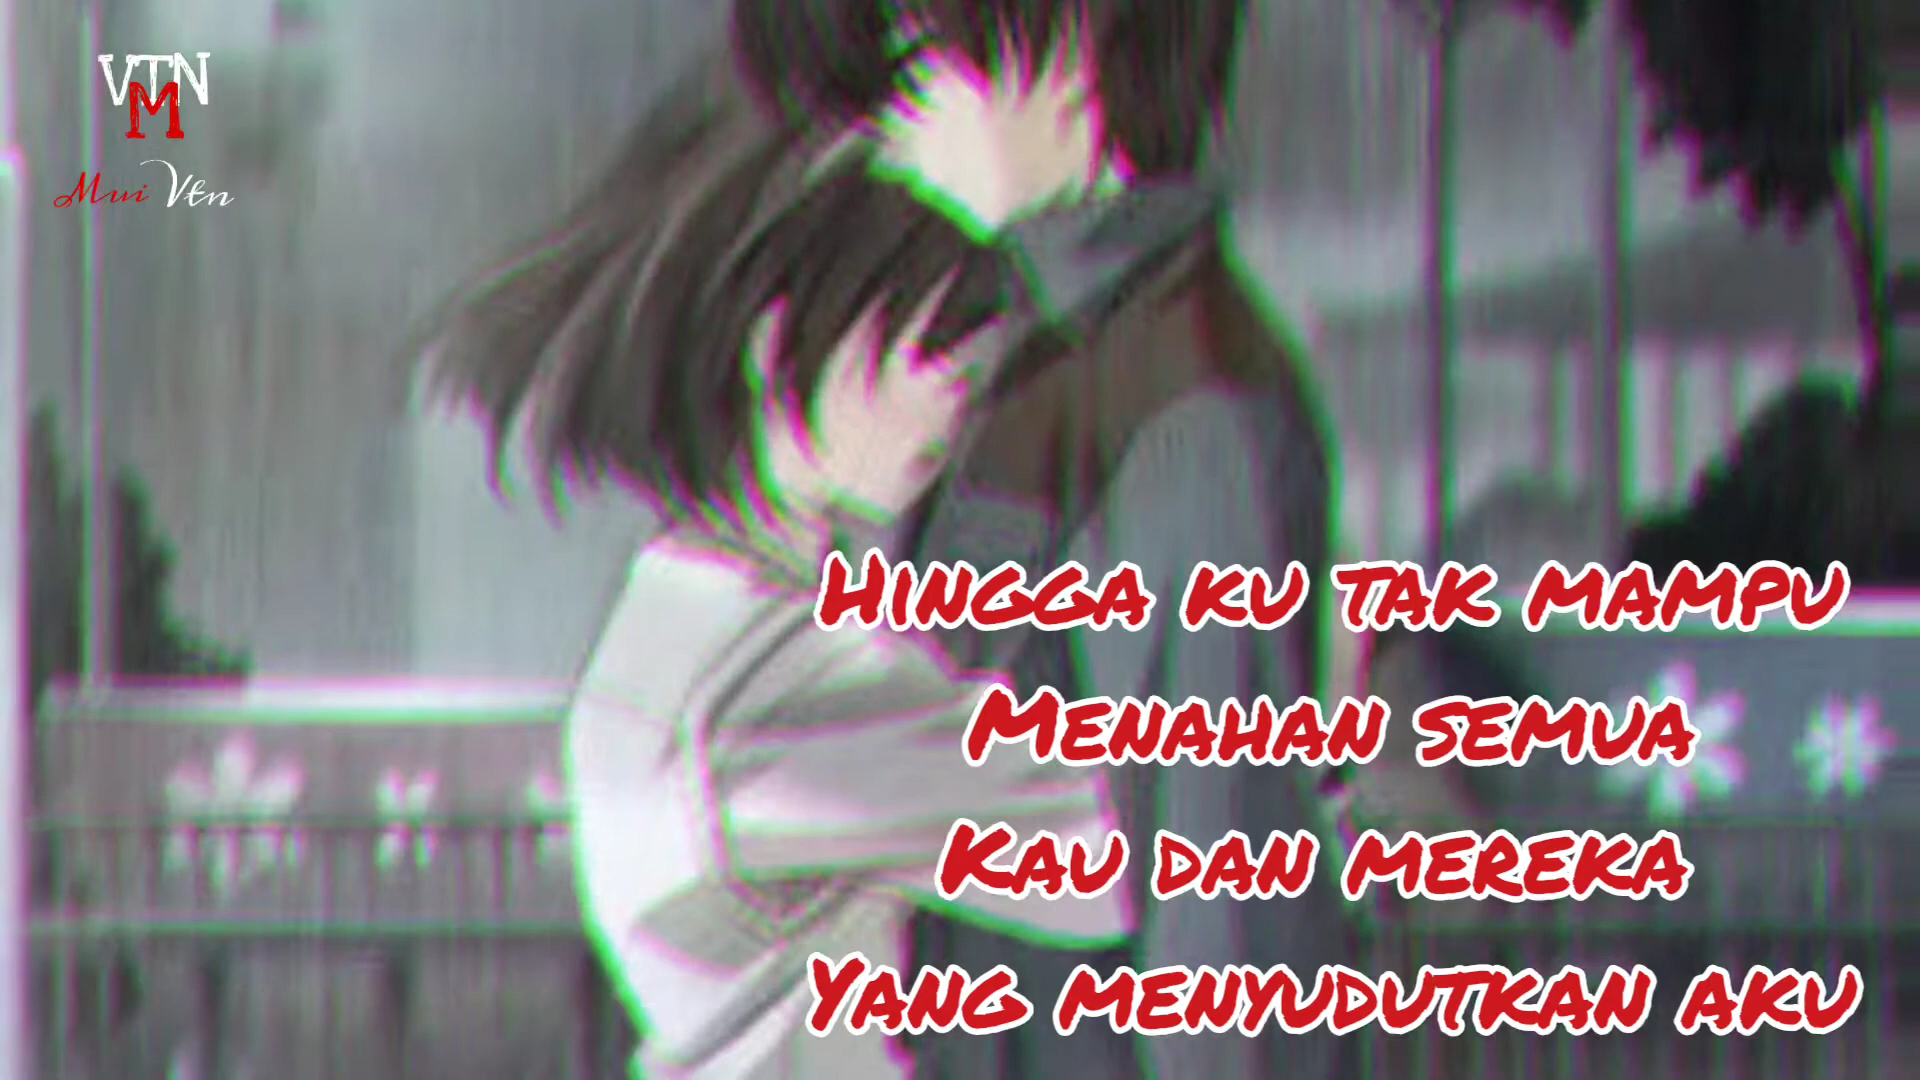 VTN
M
Mui Vtn
Hingga ku tak mampu
Menahan semua
Kau dan mereka
Yang menyudutkan aku